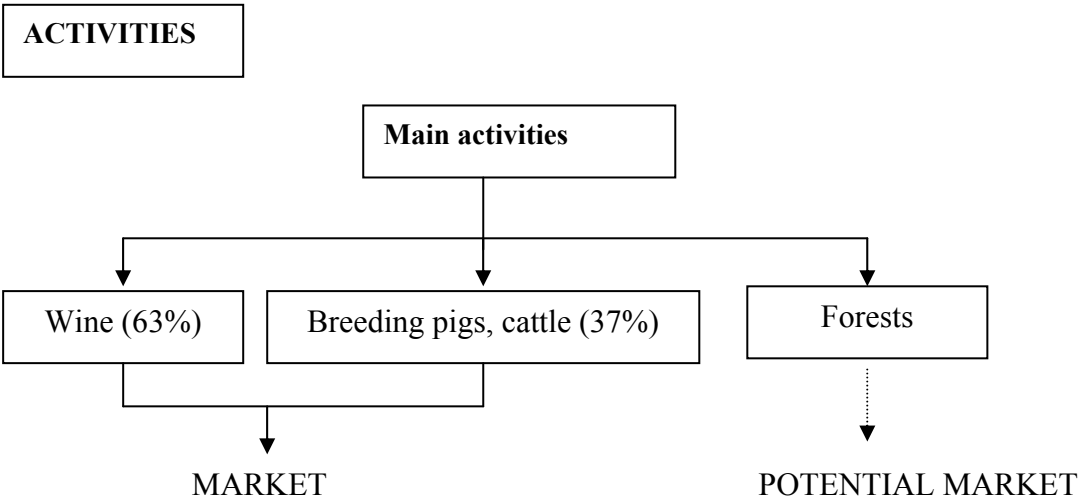 ACTIVITIES
Main activities
Wine (63%)
Breeding pigs, cattle (37%)
Forests
MARKET
POTENTIAL MARKET